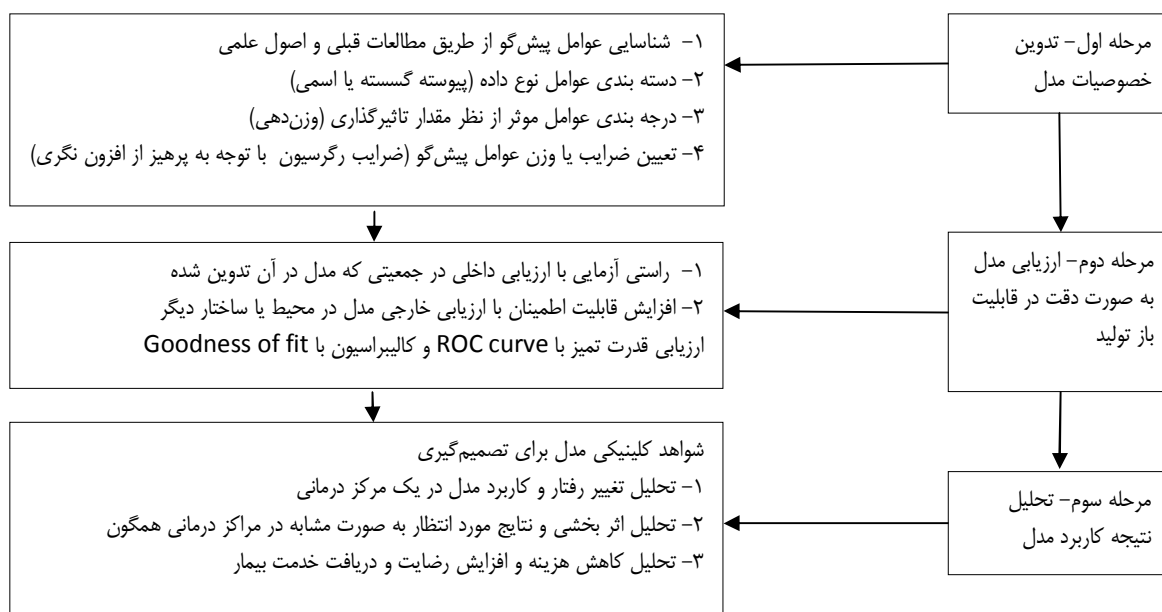 مرحله اول- تدوین
خصوصیات مدل
۱- شناسایی عوامل پیش‌گو از طریق مطالعات قبلی و اصول علمی
۲- دسته بندی عوامل نوع داده (پیوسته گسسته یا اسمی)
۳- درجه بندی عوامل موثر از نظر مقدار تاثیرگذاری (وزن‌دهی)
۴- تعیین ضرایب یا وزن عوامل پیش‌گو (ضرایب رگرسیون با توجه به پرهیز از افزون نگری)
مرحله دوم- ارزیابی مدل
به صورت دقت در قابلیت
باز تولید
۱- راستی آزمایی با ارزیابی داخلی در جمعیتی که مدل در آن تدوین شده
۲- افزایش قابلیت اطمینان با ارزیابی خارجی مدل در محیط یا ساختار دیگر
ارزیابی قدرت تمیز با ROC curve و کالیبراسیون با Goodness of fit
مرحله سوم- تحلیل
نتیجه کاربرد مدل
شواهد کلینیکی مدل برای تصمیم‌گیری
۱- تحلیل تغییر رفتار و کاربرد مدل در یک مرکز درمانی
۲- تحلیل اثر بخشی و نتایج مورد انتظار به صورت مشابه در مراکز درمانی همگون
۳- تحلیل کاهش هزینه و افزایش رضایت و دریافت خدمت بیمار